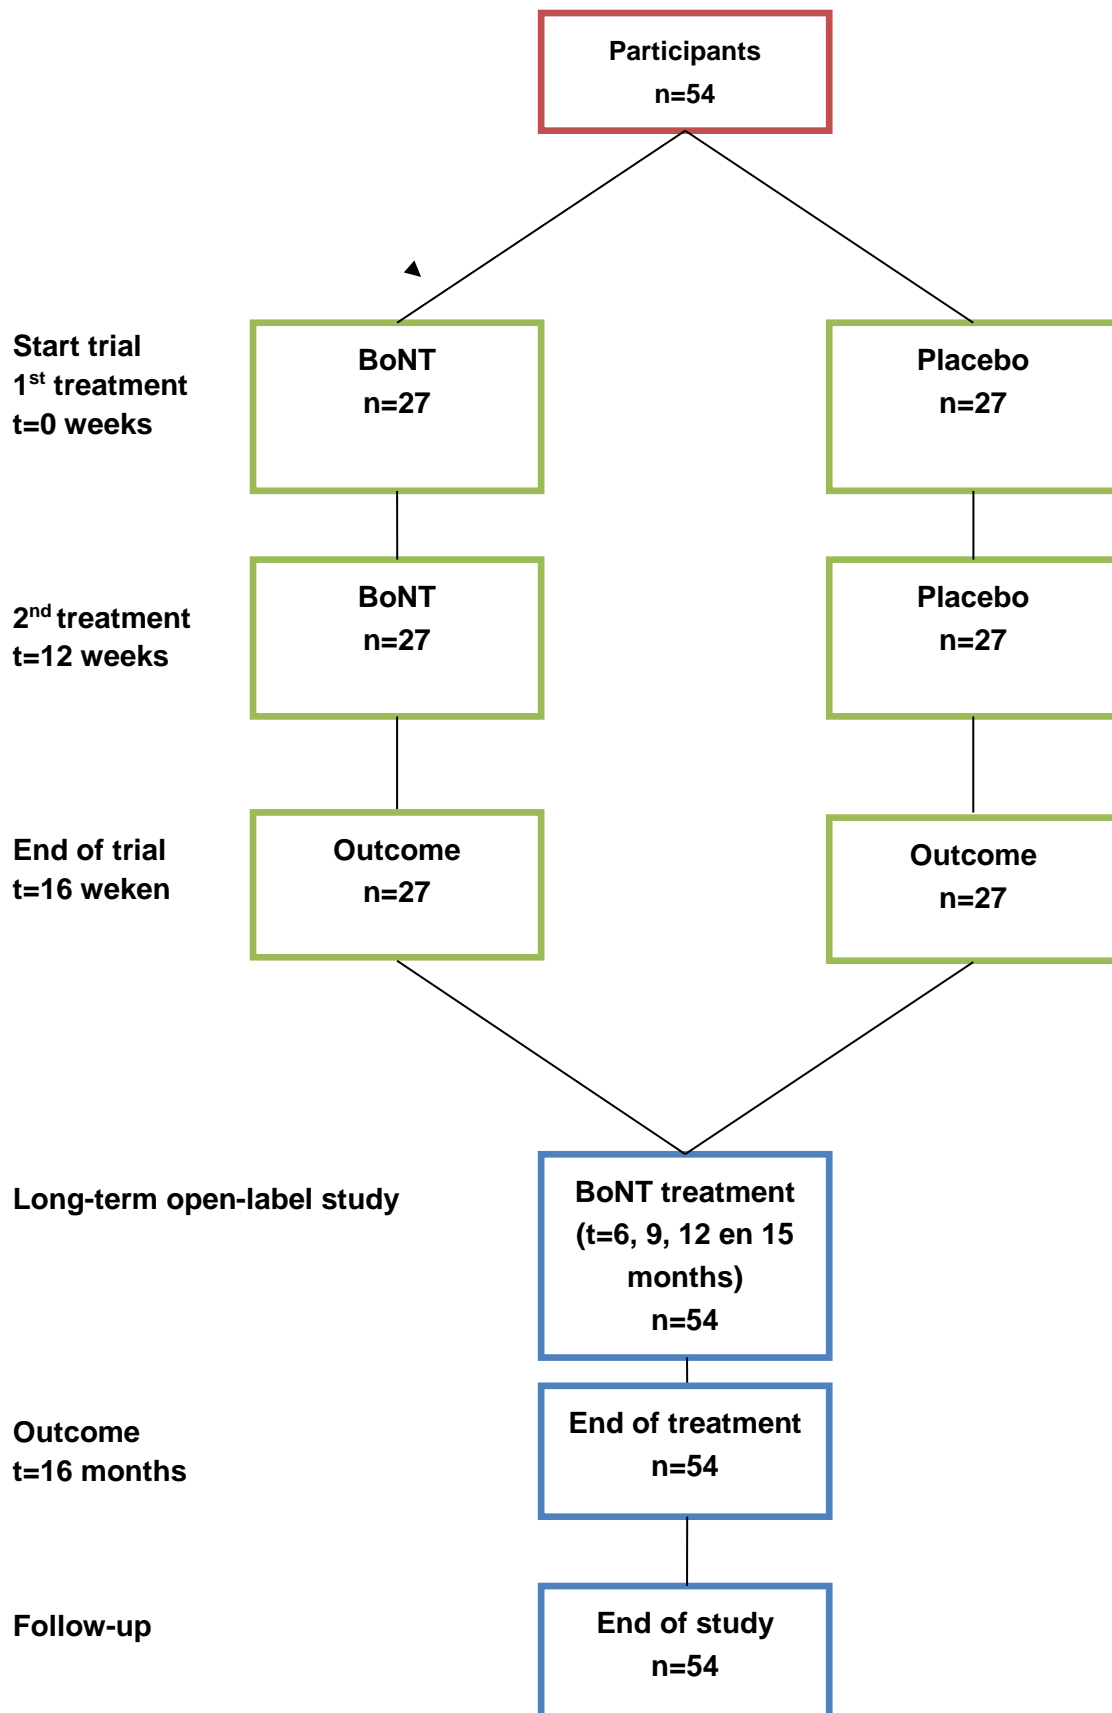 Participants
n=54
Start trial
1st treatment
t=0 weeks
BoNT
n=27
Placebo
n=27
2nd treatment
t=12 weeks
BoNT
n=27
Placebo
n=27
End of trial
t=16 weken
Outcome
n=27
Outcome
n=27
Long-term open-label study
BoNT treatment
(t=6, 9, 12 en 15
months)
n=54
Outcome
t=16 months
End of treatment
n=54
Follow-up
End of study
n=54